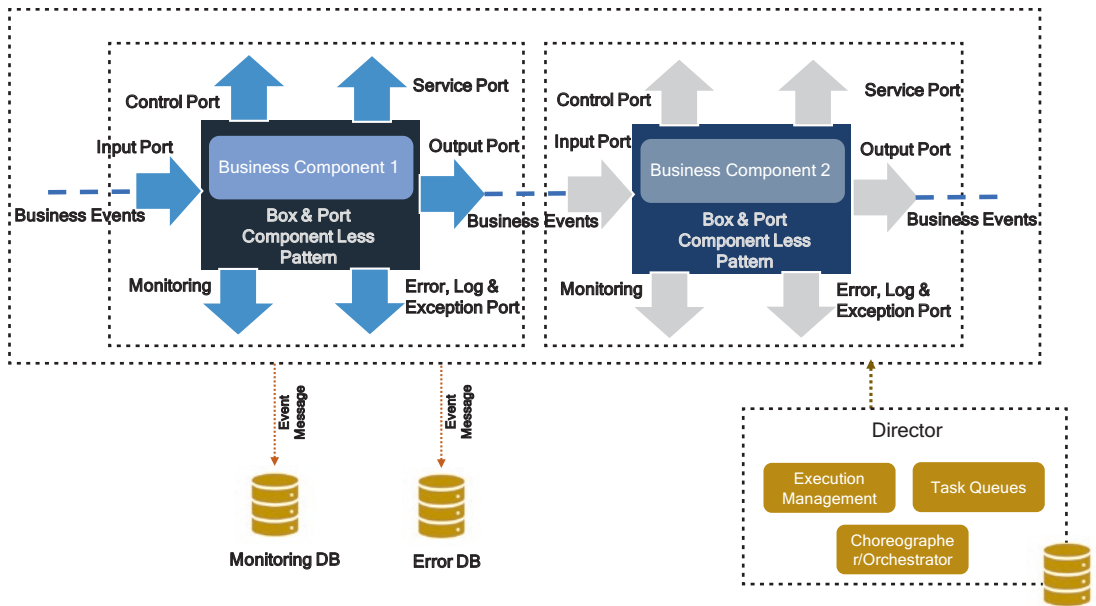 Control Port
Service Port
Input Port
Business Component 1
Output Port
Business Events
Box & Port
Component Less
Pattern
Monitoring
Error, Log &
Exception Port
Control Port
Service Port
Input Port
Business Component 2
Output Port
Business Events
Box & Port
Component Less
Pattern
Business Events
Monitoring
Error, Log &
Exception Port
Event
Message
Event
Message
Monitoring DB
Error DB
Director
Execution
Management
Task Queues
Choreographe
r/Orchestrator